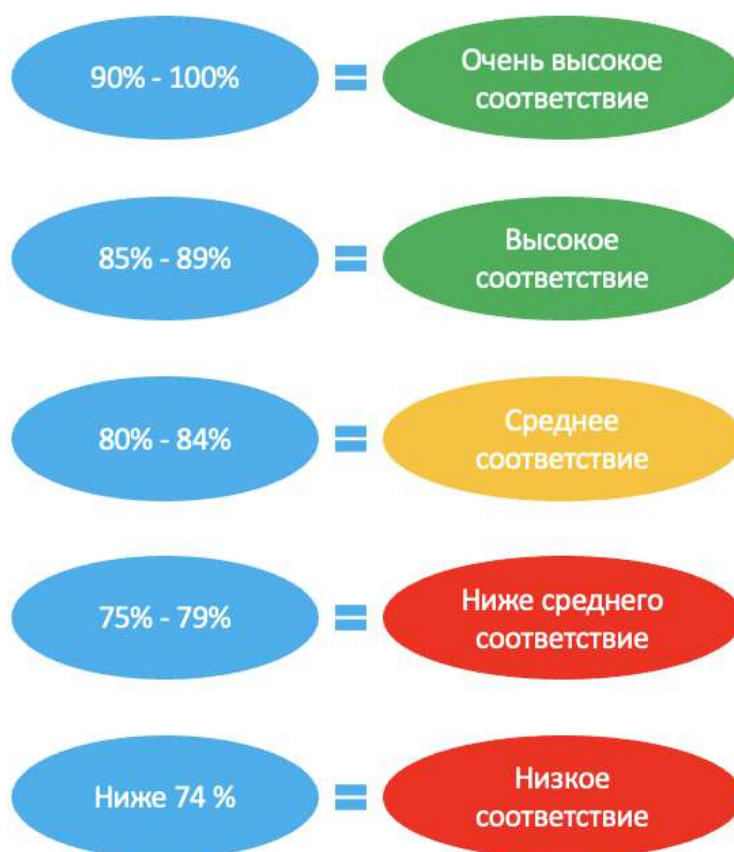 90% - 100%
=
Очень высокое
соответствие
85% - 89%
=
Высокое
соответствие
80% - 84%
=
Среднее
соответствие
75% - 79%
=
Ниже среднего
соответствие
Ниже 74 %
=
Низкое
соответствие